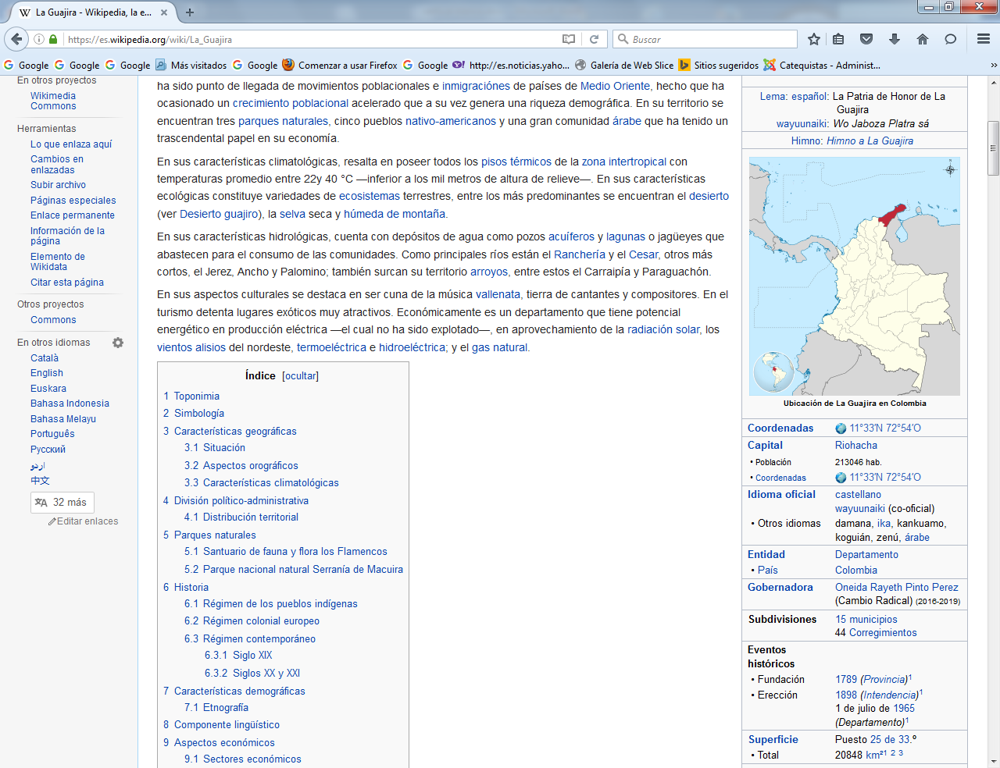 La Guajira - Wikipedia, la e...
https://es.wikipedia.org/wiki/La_Guajira
Buscar
Google
Google
Google
Más visitados
Google
Comenzar a usar Firefox
Google
http://es.noticias.yaho...
Galería de Web Slice
Sitios sugeridos
Catequistas - Administ...
En otros proyectos
Wikimedia
Commons
Herramientas
Lo que enlaza aquí
Cambios en
enlazadas
Subir archivo
Páginas especiales
Enlace permanente
Información de la
página
Elemento de
Wikidata
Citar esta página
Otros proyectos
Commons
En otros idiomas
Català
English
Euskara
Bahasa Indonesia
Bahasa Melayu
Português
Русский
اردو
中文
32 más
Editar enlaces
ha sido punto de llegada de movimientos poblacionales e inmigraciónes de países de Medio Oriente, hecho que ha
ocasionado un crecimiento poblacional acelerado que a su vez genera una riqueza demográfica. En su territorio se
encuentran tres parques naturales, cinco pueblos nativo-americanos y una gran comunidad árabe que ha tenido un
trascendental papel en su economía.
En sus características climatológicas, resalta en poseer todos los pisos térmicos de la zona intertropical con
temperaturas promedio entre 22y 40 °C —inferior a los mil metros de altura de relieve—. En sus características
ecológicas constituye variedades de ecosistemas terrestres, entre los más predominantes se encuentran el desierto
(ver Desierto guajiro), la selva seca y húmeda de montaña.
En sus características hidrológicas, cuenta con depósitos de agua como pozos acuíferos y lagunas o jagüeyes que
abastecen para el consumo de las comunidades. Como principales ríos están el Ranchería y el Cesar, otros más
cortos, el Jerez, Ancho y Palomino; también surcan su territorio arroyos, entre estos el Carraipía y Paraguachón.
En sus aspectos culturales se destaca en ser cuna de la música vallenata, tierra de cantantes y compositores. En el
turismo detenta lugares exóticos muy atractivos. Económicamente es un departamento que tiene potencial
energético en producción eléctrica —el cual no ha sido explotado—, en aprovechamiento de la radiación solar, los
vientos alisios del nordeste, termoeléctrica e hidroeléctrica; y el gas natural.
Índice [ocultar]
1 Toponimia
2 Simbología
3 Características geográficas
3.1 Situación
3.2 Aspectos orográficos
3.3 Características climatológicas
4 División político-administrativa
4.1 Distribución territorial
5 Parques naturales
5.1 Santuario de fauna y flora los Flamencos
5.2 Parque nacional natural Serranía de Macuira
6 Historia
6.1 Régimen de los pueblos indígenas
6.2 Régimen colonial europeo
6.3 Régimen contemporáneo
6.3.1 Siglo XIX
6.3.2 Siglos XX y XXI
7 Características demográficas
7.1 Etnografía
8 Componente lingüístico
9 Aspectos económicos
9.1 Sectores económicos
Lema: español: La Patria de Honor de La
Guajira
wayuunaiki: Wo Jaboza Platra sá
Himno: Himno a La Guajira
Ubicación de La Guajira en Colombia
Coordenadas 11°33′N 72°54′O
Capital Riohacha
• Población 213046 hab.
• Coordenadas 11°33′N 72°54′O
Idioma oficial castellano
wayuunaiki (co-oficial)
• Otros idiomas damana, ika, kankuamo,
koguián, zenú, árabe
Entidad Departamento
• País Colombia
Gobernadora Oneida Rayeth Pinto Perez
(Cambio Radical) (2016-2019)
Subdivisiones 15 municipios
44 Corregimientos
Eventos
históricos
• Fundación 1789 (Provincia)¹
• Erección 1898 (Intendencia)¹
1 de julio de 1965
(Departamento)¹
Superficie Puesto 25 de 33.º
• Total 20848 km²¹ ² ³